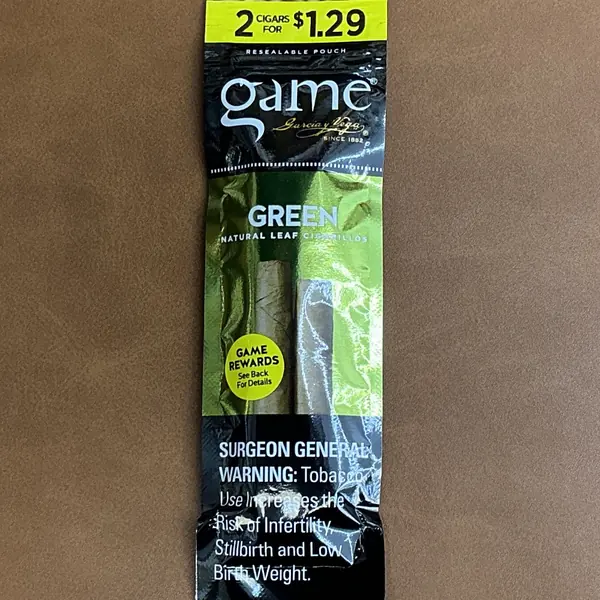 2 CIGARS FOR $1.29
RESEALABLE POUCH
game®
Garcia y Vega®
SINCE 1882
GREEN
NATURAL LEAF CIGARILLOS
GAME
REWARDS
See Back
For Details
SURGEON GENERAL
WARNING: Tobacco
Use Increases the
Risk of Infertility,
Stillbirth and Low
Birth Weight.